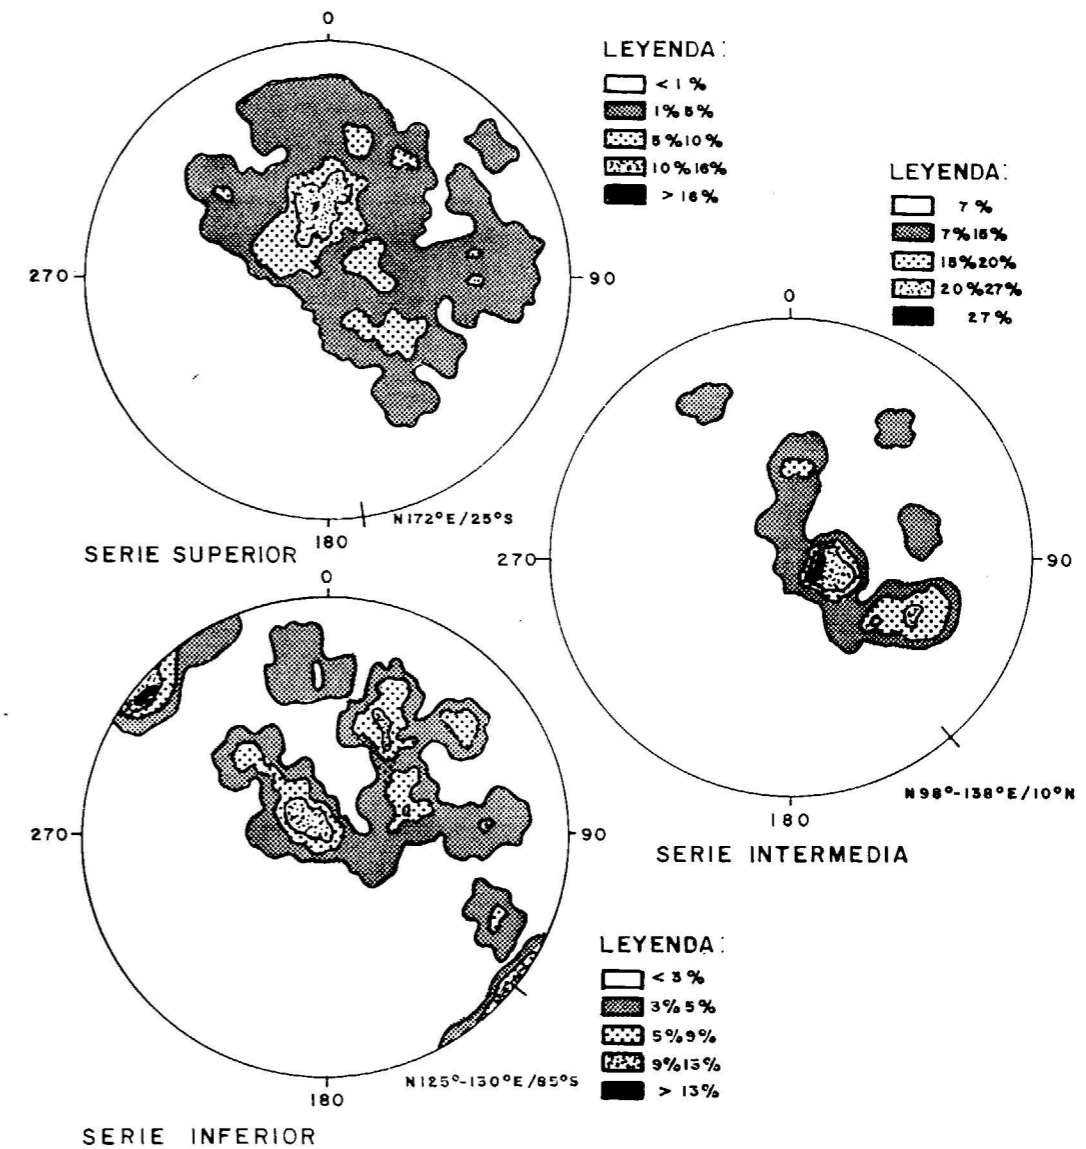 0
270
90
180
N172°E/25°S
SERIE SUPERIOR
LEYENDA:
< 1 %
1% 5%
5% 10%
10% 16%
> 16%
LEYENDA:
7 %
7% 15%
15% 20%
20% 27%
27 %
0
270
90
180
N98°-138°E/10°N
SERIE INTERMEDIA
0
270
90
180
N125°-130°E/85°S
SERIE INFERIOR
LEYENDA:
< 3 %
3% 5%
5% 9%
9% 13%
> 13%